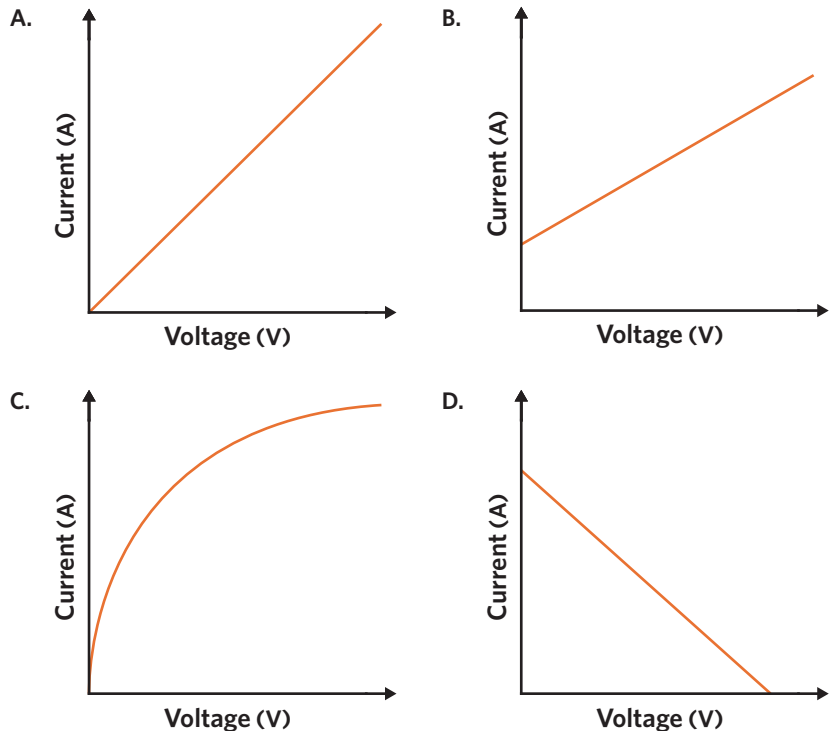 A.
Current (A)
Voltage (V)
B.
Current (A)
Voltage (V)
C.
Current (A)
Voltage (V)
D.
Current (A)
Voltage (V)